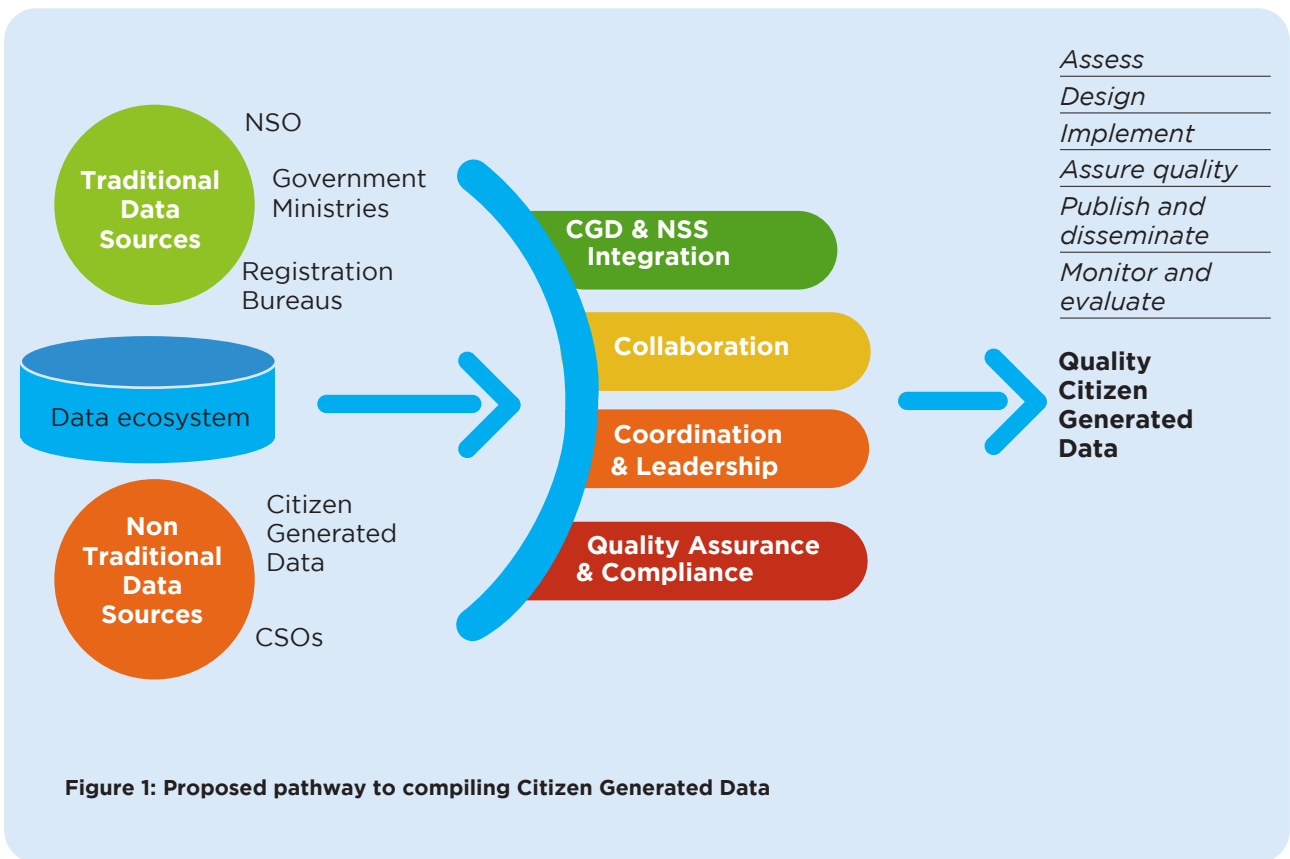 Traditional
Data
Sources
NSO
Government
Ministries
Registration
Bureaus
Data ecosystem
Non
Traditional
Data
Sources
Citizen
Generated
Data
CSOs
CGD & NSS
Integration
Collaboration
Coordination
& Leadership
Quality Assurance
& Compliance
Assess
Design
Implement
Assure quality
Publish and
disseminate
Monitor and
evaluate
Quality
Citizen
Generated
Data
Figure 1: Proposed pathway to compiling Citizen Generated Data